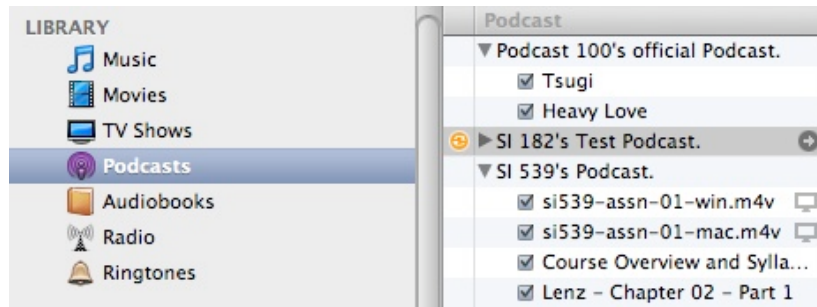 LIBRARY
Music
Movies
TV Shows
Podcasts
Audiobooks
Radio
Ringtones
Podcast
Podcast 100's official Podcast.
Tsugi
Heavy Love
SI 182's Test Podcast.
SI 539's Podcast.
si539-assn-01-win.m4v
si539-assn-01-mac.m4v
Course Overview and Sylla...
Lenz - Chapter 02 - Part 1